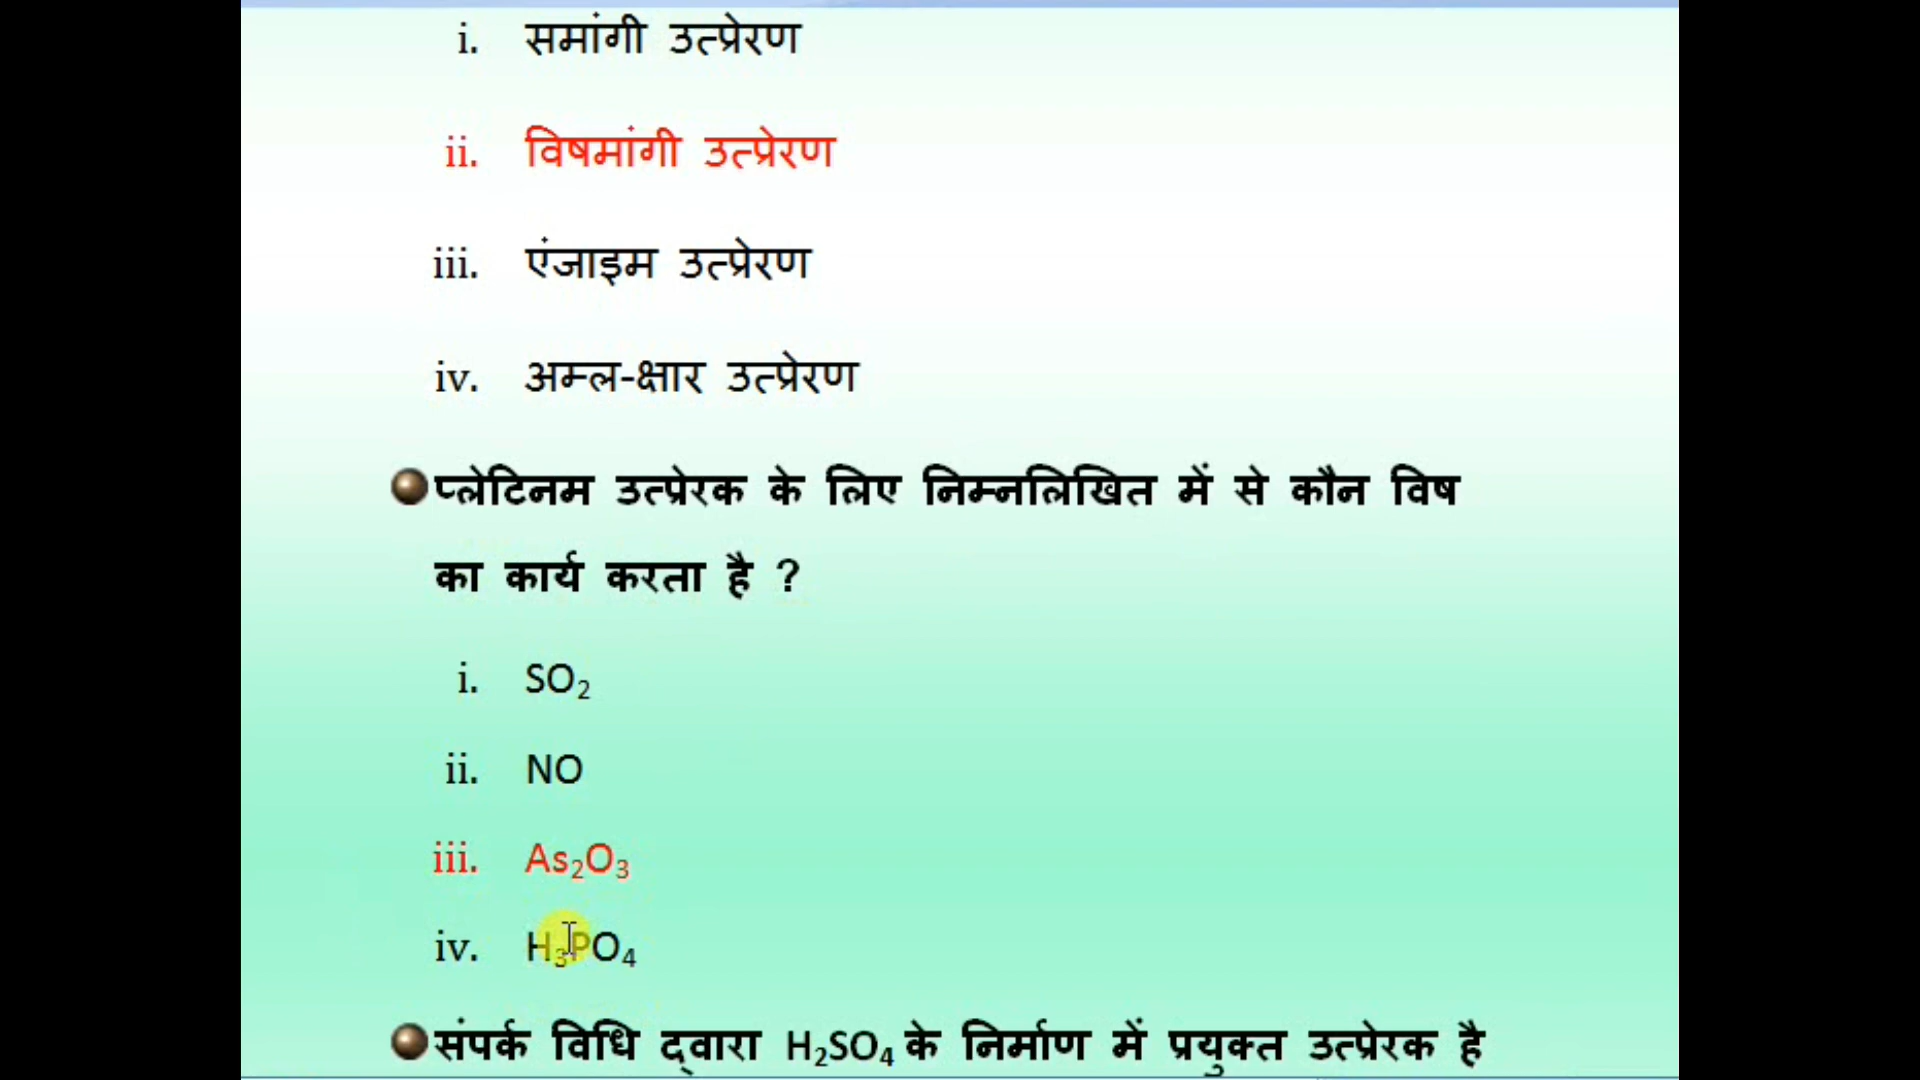 i. समांगी उत्प्रेरण
ii. विषमांगी उत्प्रेरण
iii. एंजाइम उत्प्रेरण
iv. अम्ल-क्षार उत्प्रेरण
प्लेटिनम उत्प्रेरक के लिए निम्नलिखित में से कौन विष
का कार्य करता है ?
i. SO₂
ii. NO
iii. As₂O₃
iv. H₃PO₄
संपर्क विधि द्वारा H₂SO₄ के निर्माण में प्रयुक्त उत्प्रेरक है